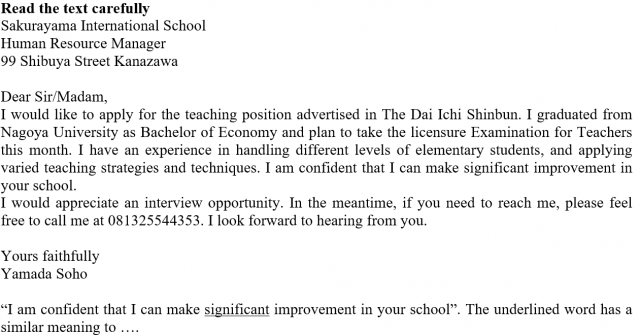 Read the text carefully
Sakurayama International School
Human Resource Manager
99 Shibuya Street Kanazawa
Dear Sir/Madam,
I would like to apply for the teaching position advertised in The Dai Ichi Shinbun. I graduated from
Nagoya University as Bachelor of Economy and plan to take the licensure Examination for Teachers
this month. I have an experience in handling different levels of elementary students, and applying
varied teaching strategies and techniques. I am confident that I can make significant improvement in
your school.
I would appreciate an interview opportunity. In the meantime, if you need to reach me, please feel
free to call me at 081325544353. I look forward to hearing from you.
Yours faithfully
Yamada Soho
“I am confident that I can make significant improvement in your school”. The underlined word has a
similar meaning to ….